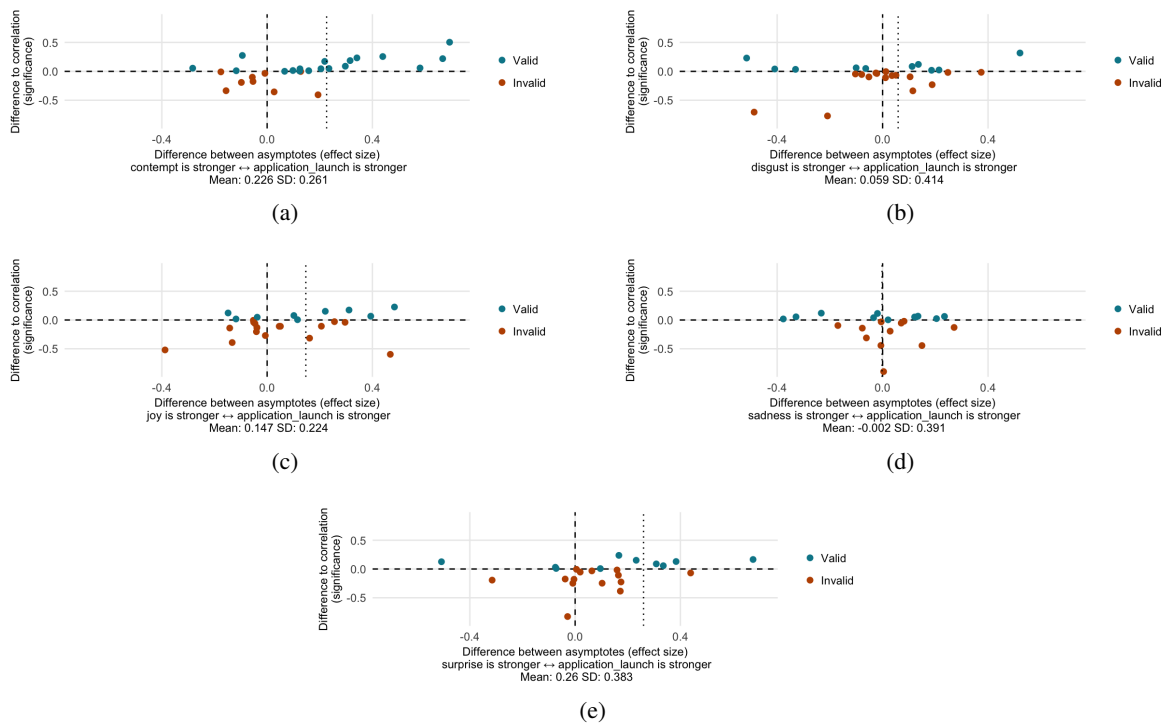 Difference to correlation
(significance)
0.5
0.0
-0.5
-0.4
0.0
0.4
Difference between asymptotes (effect size)
contempt is stronger ↔ application_launch is stronger
Mean: 0.226 SD: 0.261
Valid
Invalid
(a)
Difference to correlation
(significance)
0.5
0.0
-0.5
-0.4
0.0
0.4
Difference between asymptotes (effect size)
disgust is stronger ↔ application_launch is stronger
Mean: 0.059 SD: 0.414
Valid
Invalid
(b)
Difference to correlation
(significance)
0.5
0.0
-0.5
-0.4
0.0
0.4
Difference between asymptotes (effect size)
joy is stronger ↔ application_launch is stronger
Mean: 0.147 SD: 0.224
Valid
Invalid
(c)
Difference to correlation
(significance)
0.5
0.0
-0.5
-0.4
0.0
0.4
Difference between asymptotes (effect size)
sadness is stronger ↔ application_launch is stronger
Mean: -0.002 SD: 0.391
Valid
Invalid
(d)
Difference to correlation
(significance)
0.5
0.0
-0.5
-0.4
0.0
0.4
Difference between asymptotes (effect size)
surprise is stronger ↔ application_launch is stronger
Mean: 0.26 SD: 0.383
Valid
Invalid
(e)